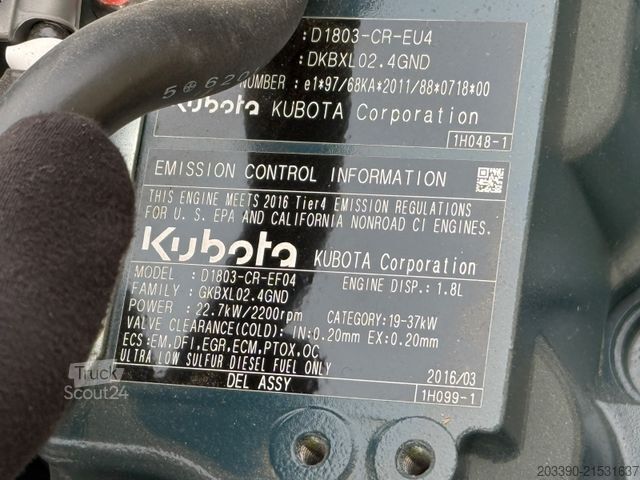 :D1803-CR-EU4
:DKBXL02.4GND
NUMBER : e1*97/68KA*2011/88*0718*00
Kubota KUBOTA Corporation
1H048-1
EMISSION CONTROL INFORMATION
THIS ENGINE MEETS 2016 Tier4 EMISSION REGULATIONS
FOR U. S. EPA AND CALIFORNIA NONROAD CI ENGINES.
Kubota KUBOTA Corporation
MODEL : D1803-CR-EF04 ENGINE DISP.: 1.8L
FAMILY : GKBXL02.4GND
POWER : 22.7kW/2200rpm CATEGORY:19-37kW
VALVE CLEARANCE(COLD): IN:0.20mm EX:0.20mm
ECS:EM,DFI,EGR,ECM,PTOX,OC
ULTRA LOW SULFUR DIESEL FUEL ONLY
2016/03
DEL ASSY
1H099-1
Truck
Scout24
203390-21531637